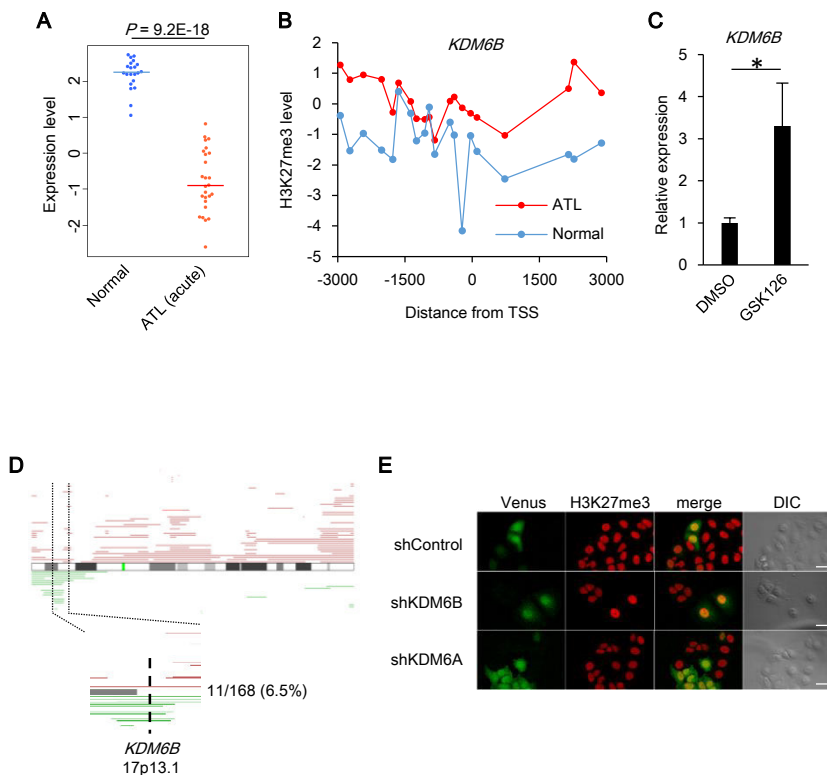 A
P = 9.2E-18
Expression level
2
1
0
-1
-2
Normal
ATL (acute)
B
KDM6B
H3K27me3 level
2
1
0
-1
-2
-3
-4
-5
ATL
Normal
-3000
-1500
0
1500
3000
Distance from TSS
C
KDM6B
*
Relative expression
5
4
3
2
1
0
DMSO
GSK126
D
11/168 (6.5%)
KDM6B
17p13.1
E
Venus H3K27me3 merge DIC
shControl
shKDM6B
shKDM6A